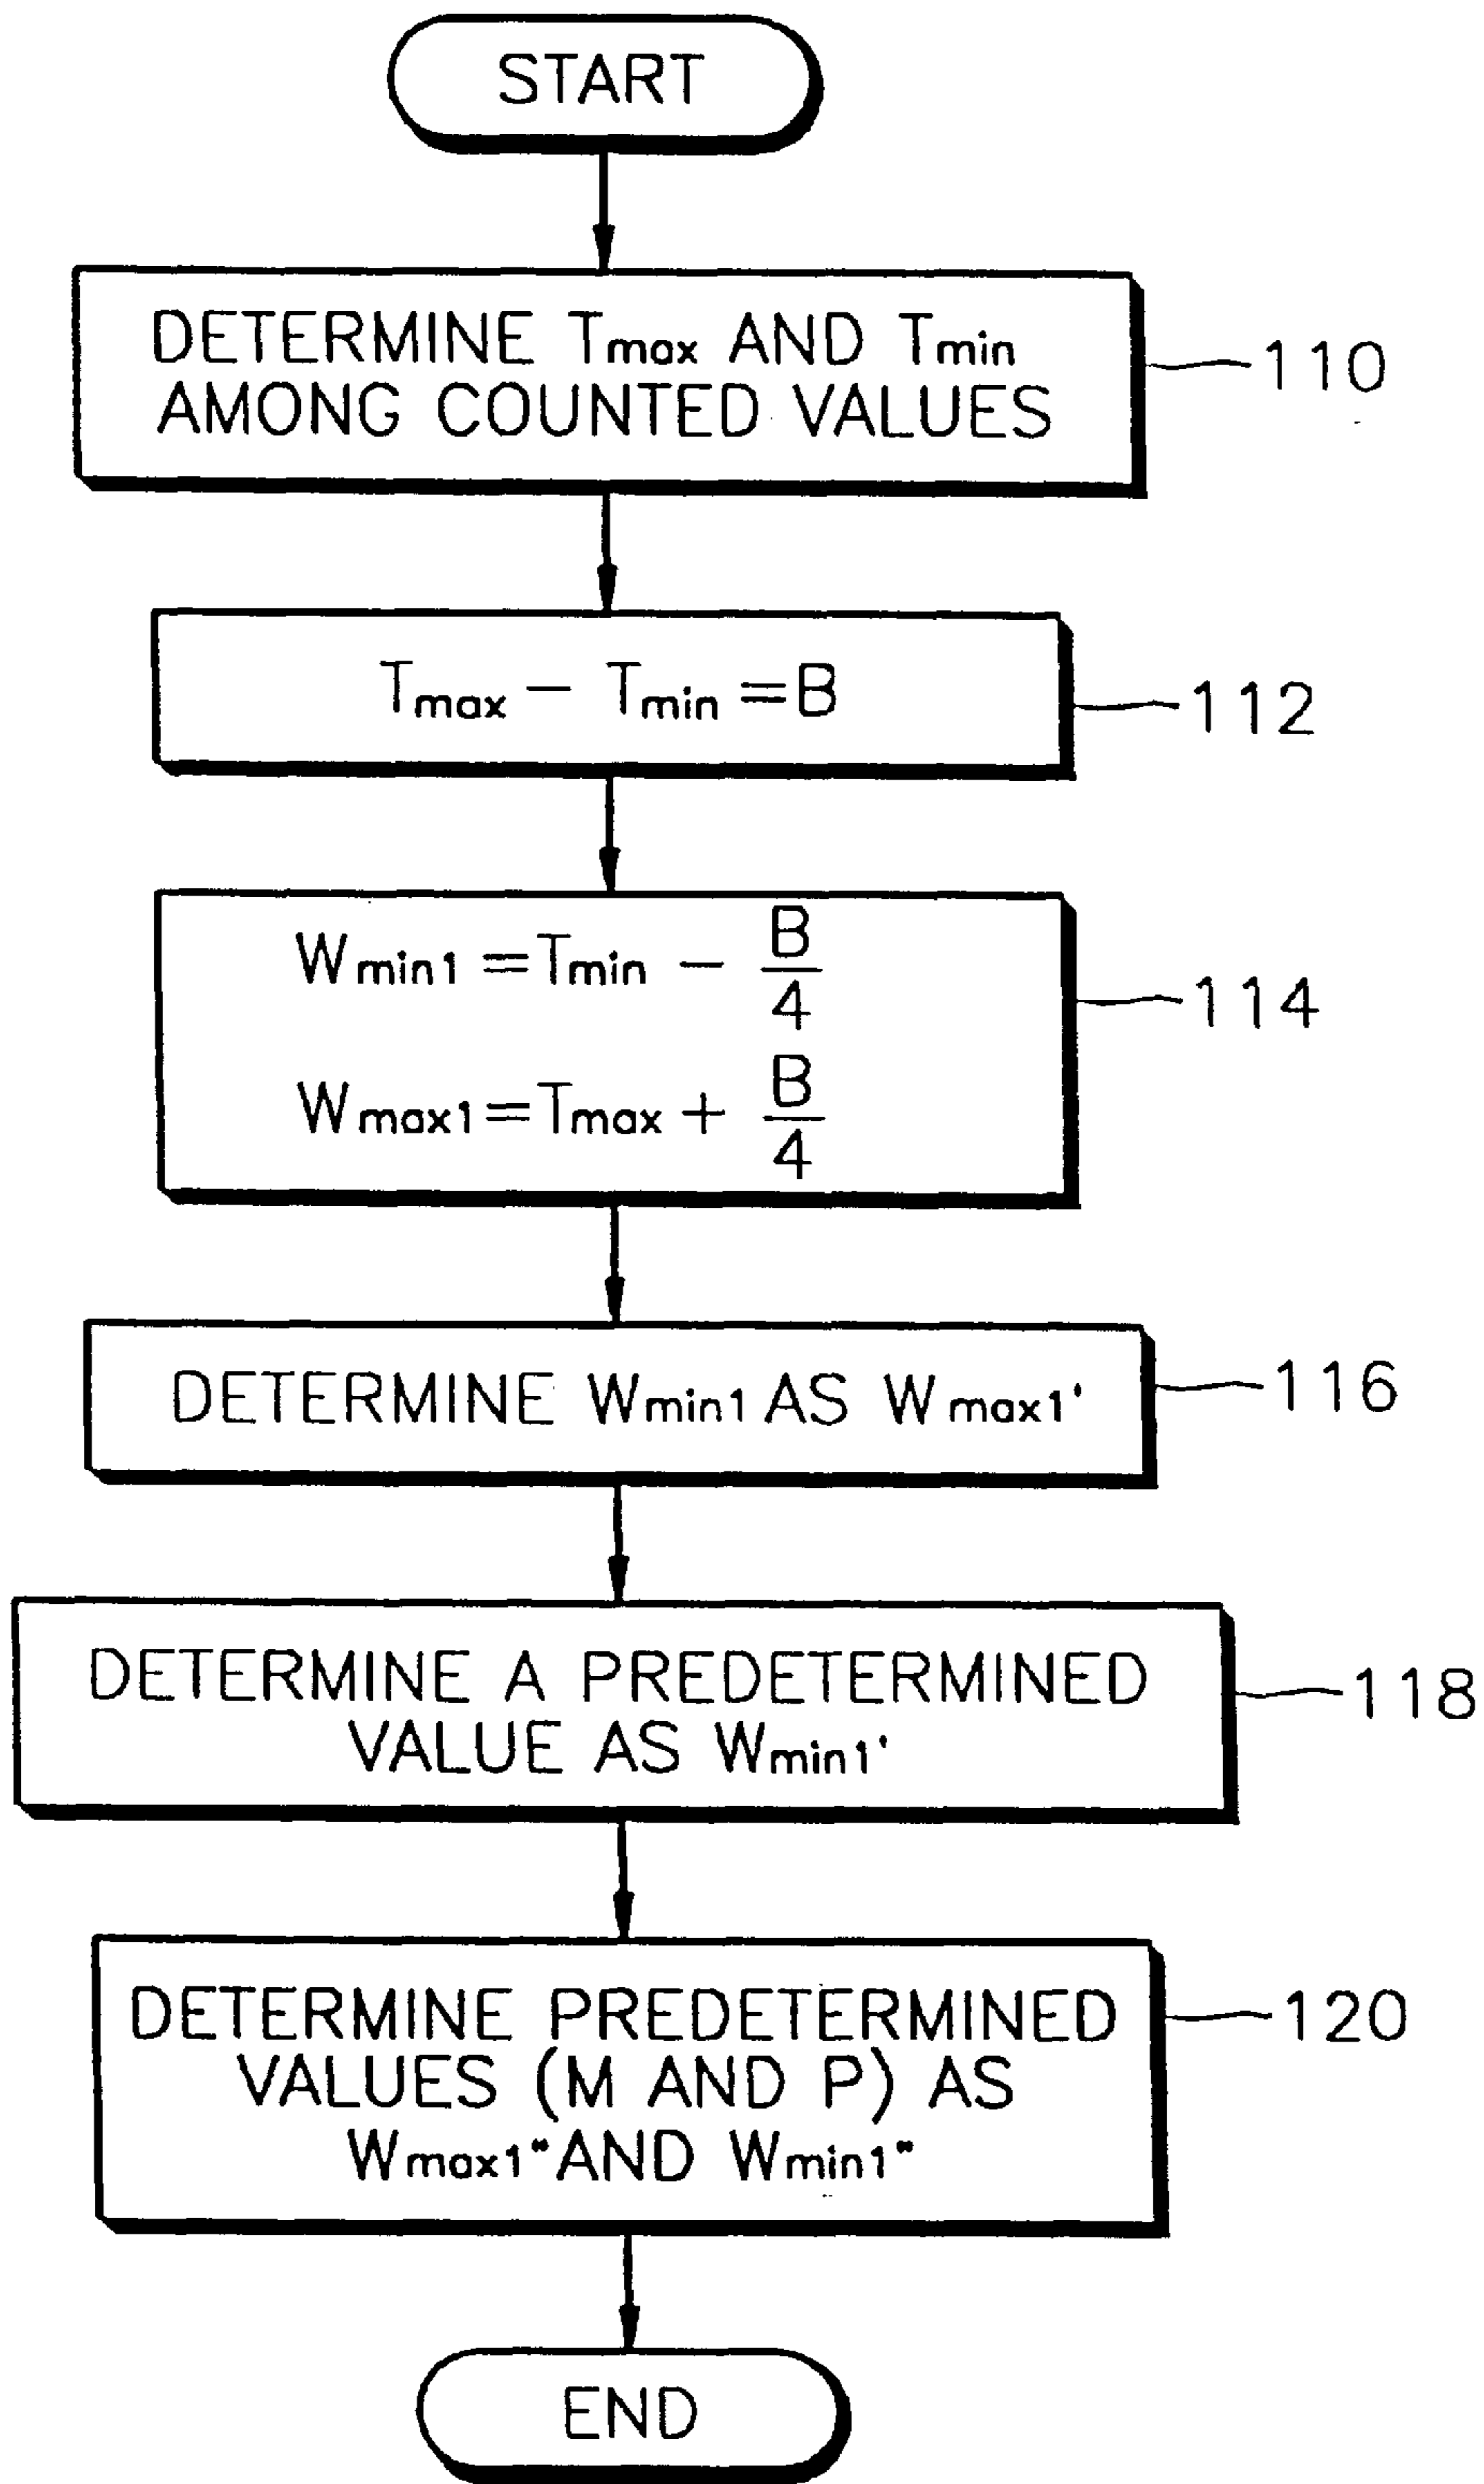 START
DETERMINE Tmax AND Tmin
AMONG COUNTED VALUES
110
Tmax − Tmin = B
112
Wmin1 = Tmin − B/4
Wmax1 = Tmax + B/4
114
DETERMINE Wmin1 AS Wmax1'
116
DETERMINE A PREDETERMINED
VALUE AS Wmin1'
118
DETERMINE PREDETERMINED
VALUES (M AND P) AS
Wmax1" AND Wmin1"
120
END